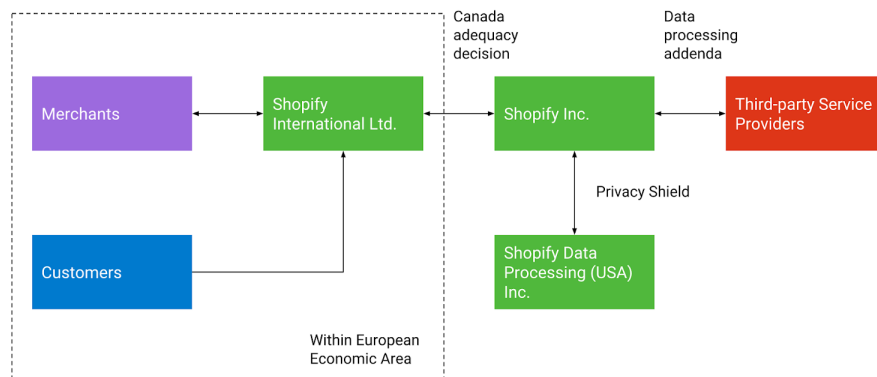 Canada
adequacy
decision
Data
processing
addenda
Merchants
Shopify
International Ltd.
Shopify Inc.
Third-party Service
Providers
Privacy Shield
Customers
Shopify Data
Processing (USA)
Inc.
Within European
Economic Area